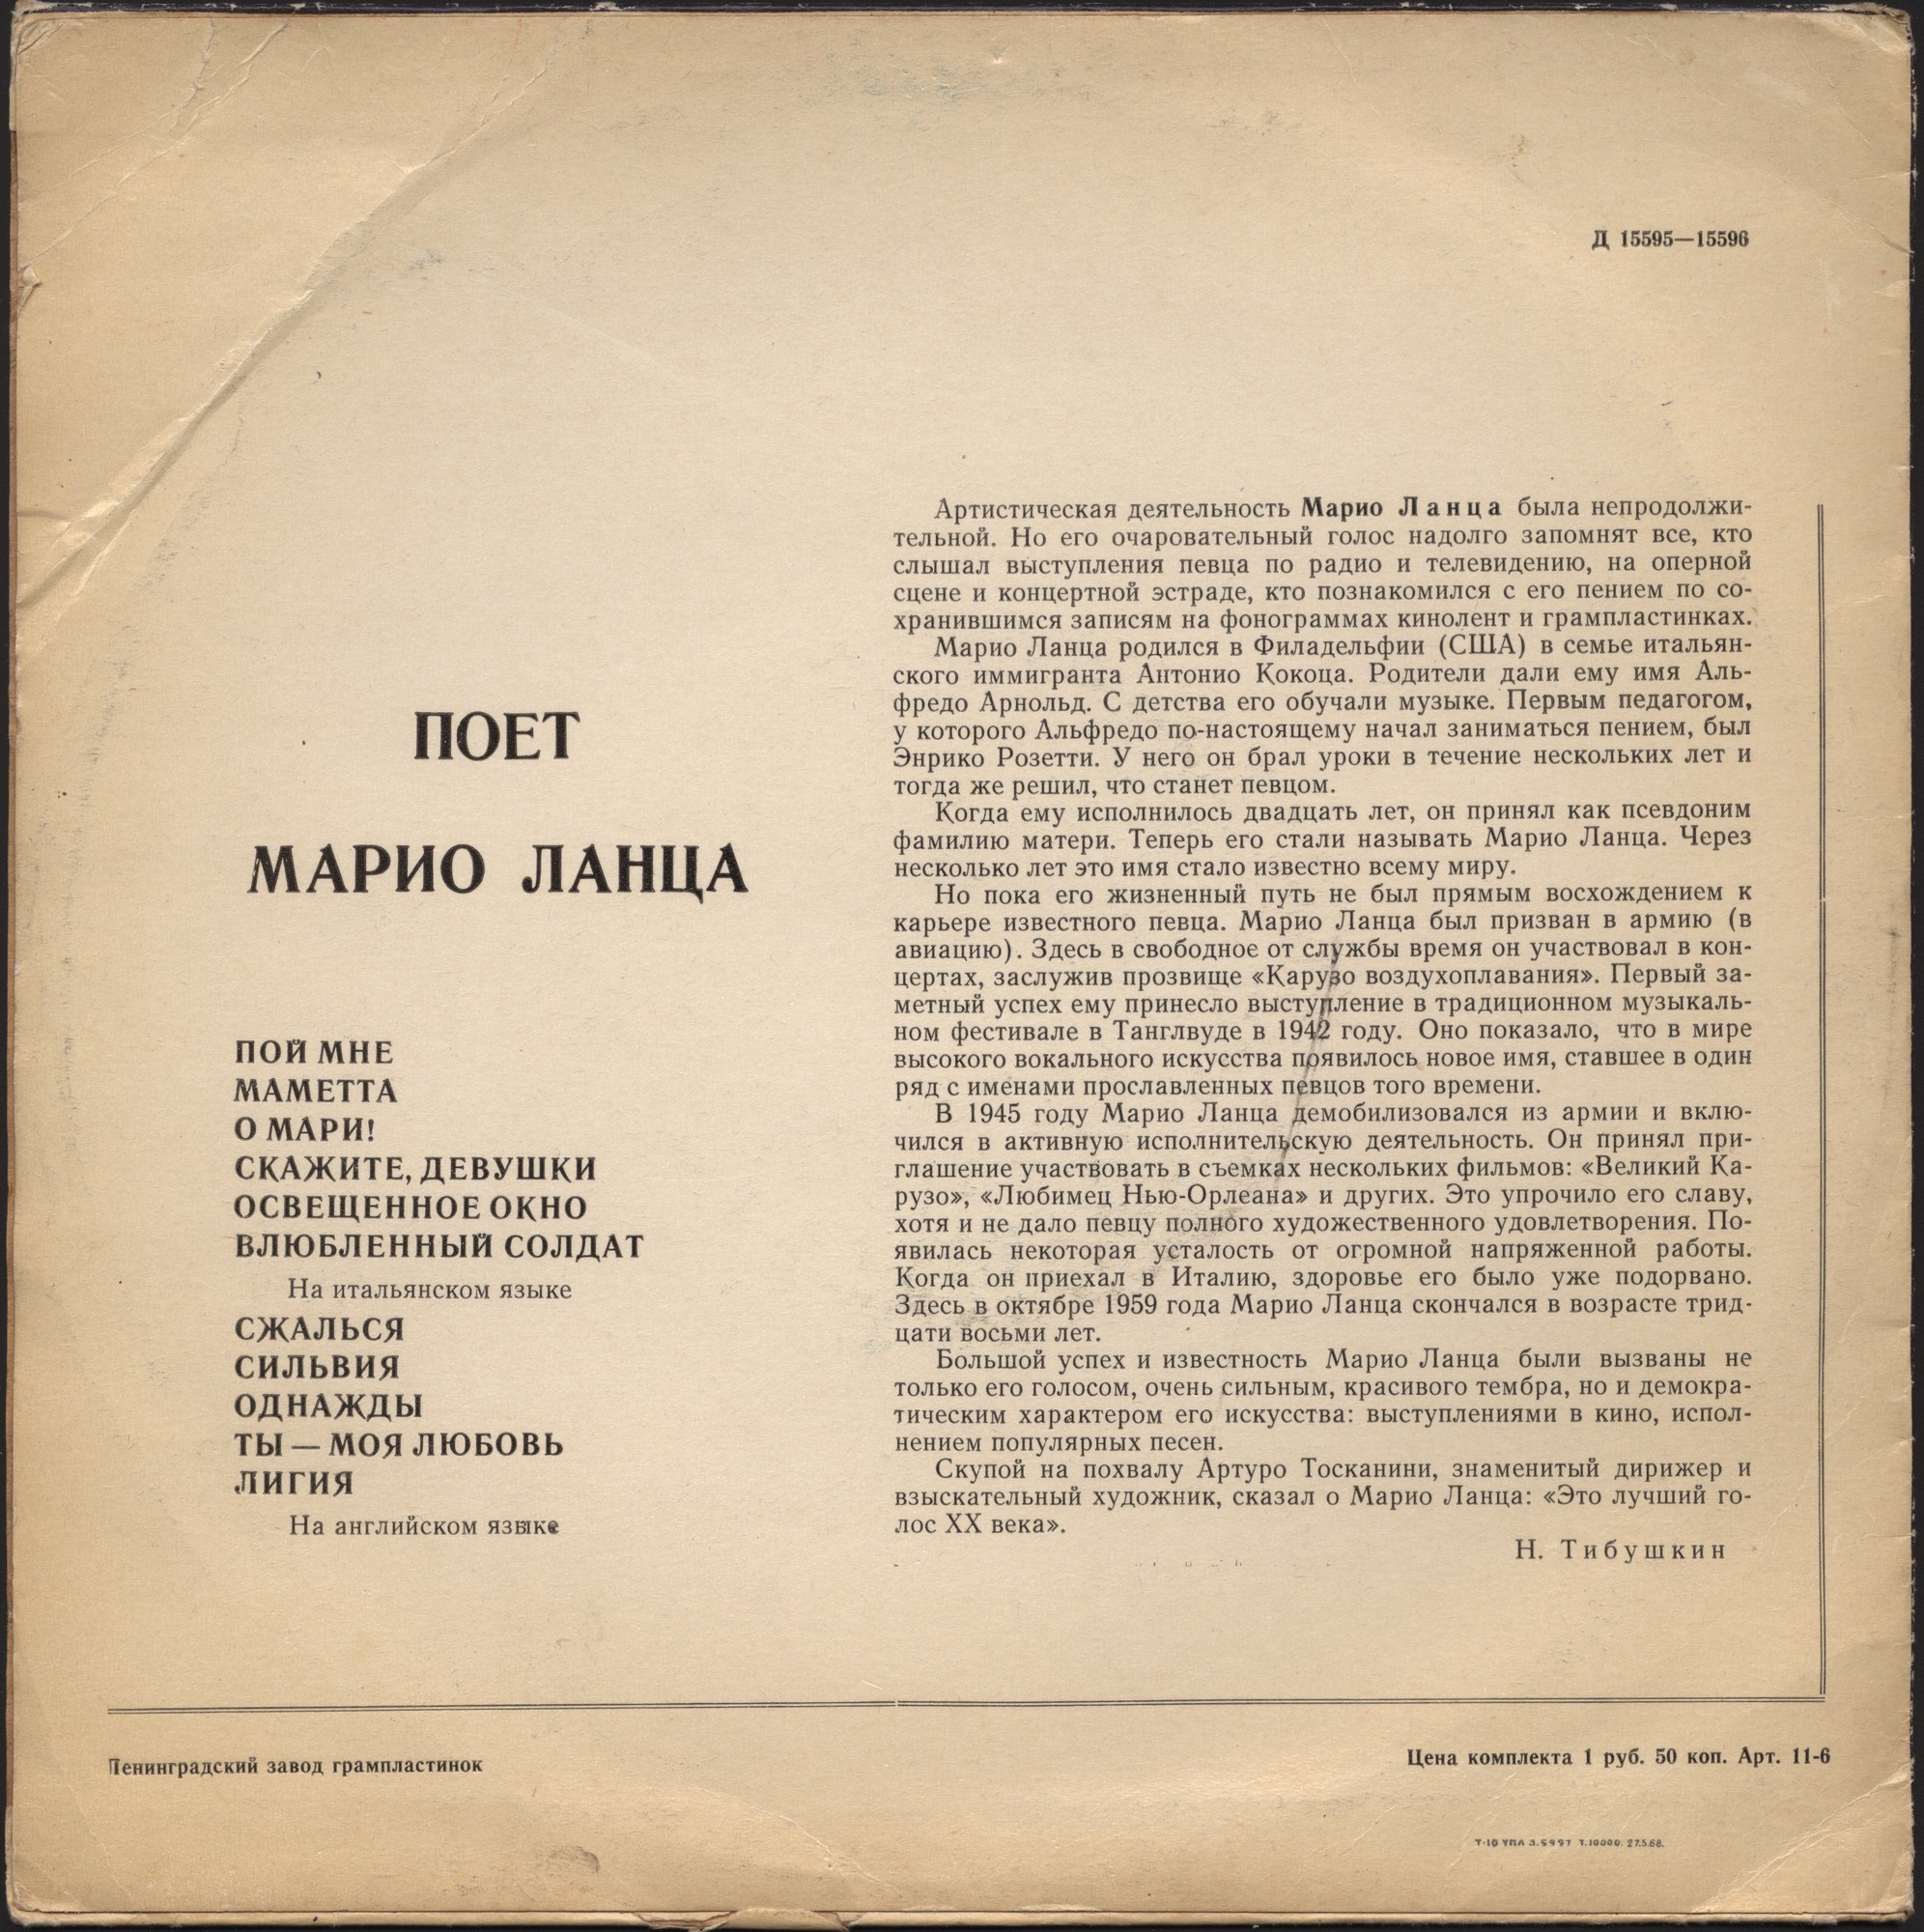 Д 15595—15596
ПОЕТ
МАРИО ЛАНЦА
ПОЙ МНЕ
МАМЕТТА
О МАРИ!
СКАЖИТЕ, ДЕВУШКИ
ОСВЕЩЕННОЕ ОКНО
ВЛЮБЛЕННЫЙ СОЛДАТ
На итальянском языке
СЖАЛЬСЯ
СИЛЬВИЯ
ОДНАЖДЫ
ТЫ — МОЯ ЛЮБОВЬ
ЛИГИЯ
На английском языке
Артистическая деятельность Марио Ланца была непродолжи-
тельной. Но его очаровательный голос надолго запомнят все, кто
слышал выступления певца по радио и телевидению, на оперной
сцене и концертной эстраде, кто познакомился с его пением по со-
хранившимся записям на фонограммах кинолент и грампластинках.
Марио Ланца родился в Филадельфии (США) в семье итальян-
ского иммигранта Антонио Кокоца. Родители дали ему имя Аль-
фредо Арнольд. С детства его обучали музыке. Первым педагогом,
у которого Альфредо по-настоящему начал заниматься пением, был
Энрико Розетти. У него он брал уроки в течение нескольких лет и
тогда же решил, что станет певцом.
Когда ему исполнилось двадцать лет, он принял как псевдоним
фамилию матери. Теперь его стали называть Марио Ланца. Через
несколько лет это имя стало известно всему миру.
Но пока его жизненный путь не был прямым восхождением к
карьере известного певца. Марио Ланца был призван в армию (в
авиацию). Здесь в свободное от службы время он участвовал в кон-
цертах, заслужив прозвище «Карузо воздухоплавания». Первый за-
метный успех ему принесло выступление в традиционном музыкаль-
ном фестивале в Танглвуде в 1942 году. Оно показало, что в мире
высокого вокального искусства появилось новое имя, ставшее в один
ряд с именами прославленных певцов того времени.
В 1945 году Марио Ланца демобилизовался из армии и вклю-
чился в активную исполнительскую деятельность. Он принял при-
глашение участвовать в съемках нескольких фильмов: «Великий Ка-
рузо», «Любимец Нью-Орлеана» и других. Это упрочило его славу,
хотя и не дало певцу полного художественного удовлетворения. По-
явилась некоторая усталость от огромной напряженной работы.
Когда он приехал в Италию, здоровье его было уже подорвано.
Здесь в октябре 1959 года Марио Ланца скончался в возрасте трид-
цати восьми лет.
Большой успех и известность Марио Ланца были вызваны не
только его голосом, очень сильным, красивого тембра, но и демокра-
тическим характером его искусства: выступлениями в кино, испол-
нением популярных песен.
Скупой на похвалу Артуро Тосканини, знаменитый дирижер и
взыскательный художник, сказал о Марио Ланца: «Это лучший го-
лос XX века».
Н. Тибушкин
Ленинградский завод грампластинок
Цена комплекта 1 руб. 50 коп. Арт. 11-6
Т-10 УПЛ З.5997 Т.10000. 27.5.68.